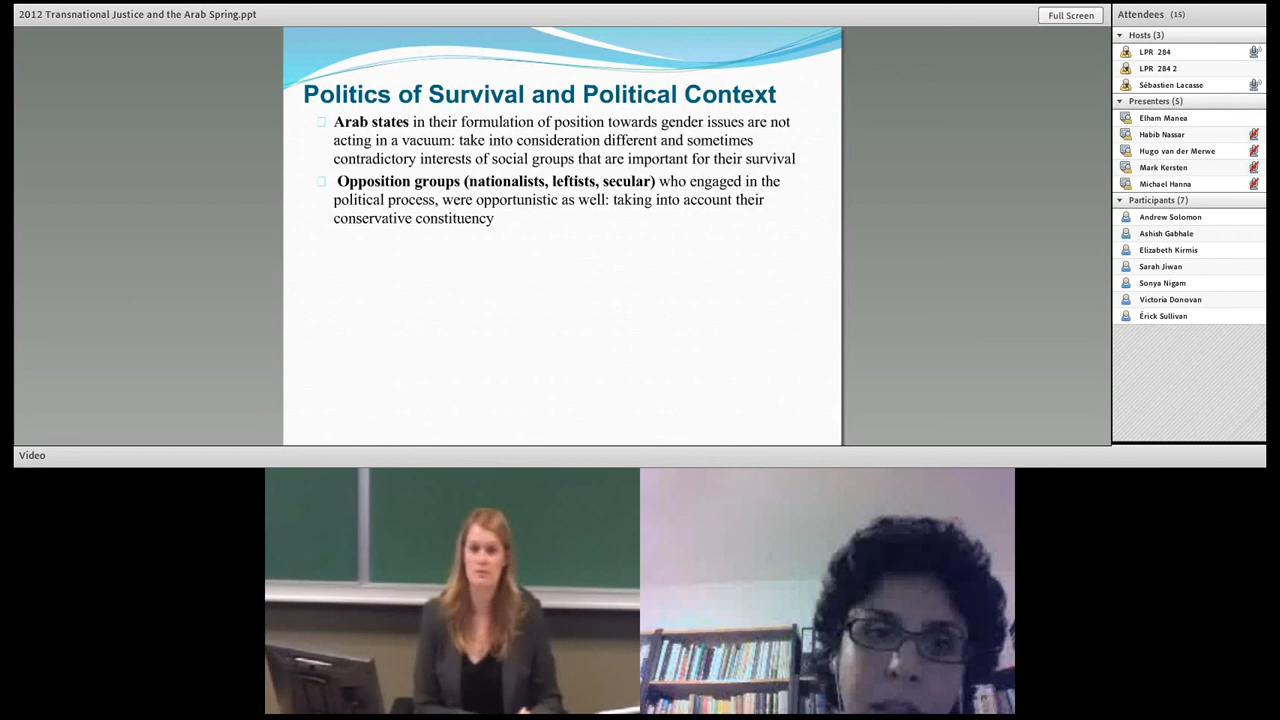 2012 Transnational Justice and the Arab Spring.ppt
Full Screen
Politics of Survival and Political Context
Arab states in their formulation of position towards gender issues are not
acting in a vacuum: take into consideration different and sometimes
contradictory interests of social groups that are important for their survival
Opposition groups (nationalists, leftists, secular) who engaged in the
political process, were opportunistic as well: taking into account their
conservative constituency
Attendees (15)
Hosts (3)
LPR 284
LPR 284 2
Sébastien Lacasse
Presenters (5)
Elham Manea
Habib Nassar
Hugo van der Merwe
Mark Kersten
Michael Hanna
Participants (7)
Andrew Solomon
Ashish Gabhale
Elizabeth Kirmis
Sarah Jiwan
Sonya Nigam
Victoria Donovan
Érick Sullivan
Video